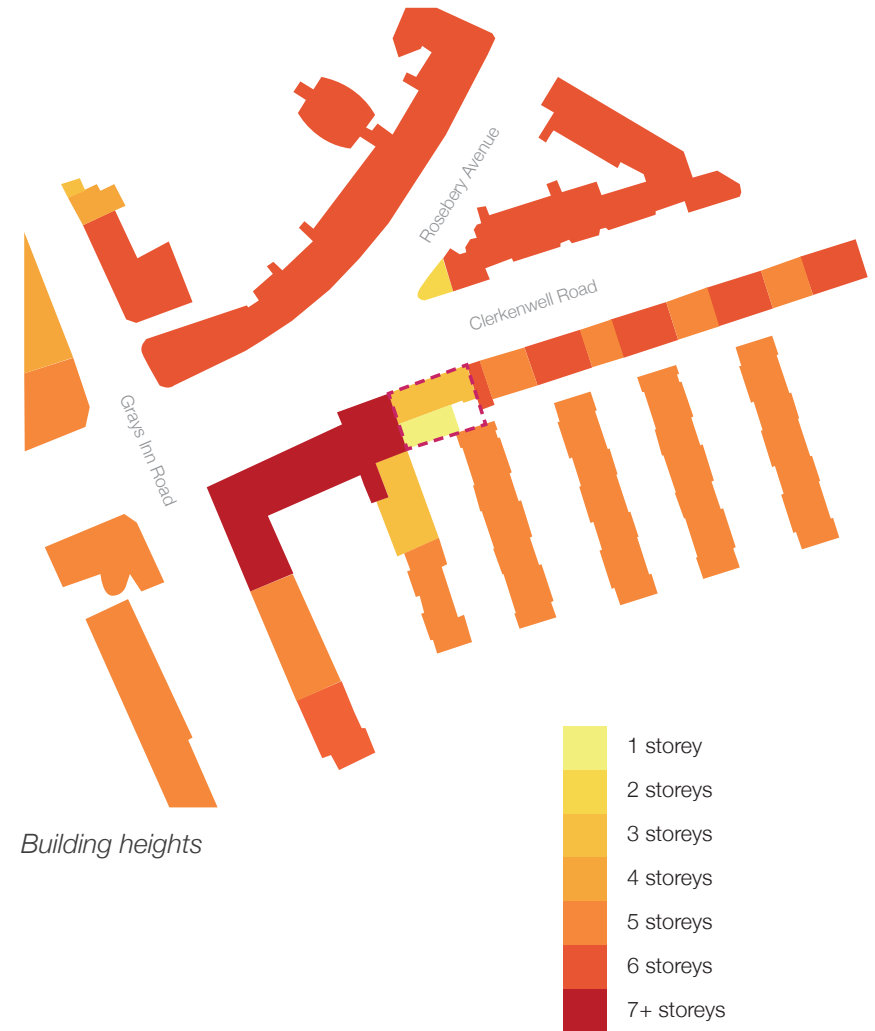 Rosebery Avenue
Clerkenwell Road
Grays Inn Road
1 storey
2 storeys
3 storeys
4 storeys
5 storeys
6 storeys
7+ storeys
Building heights